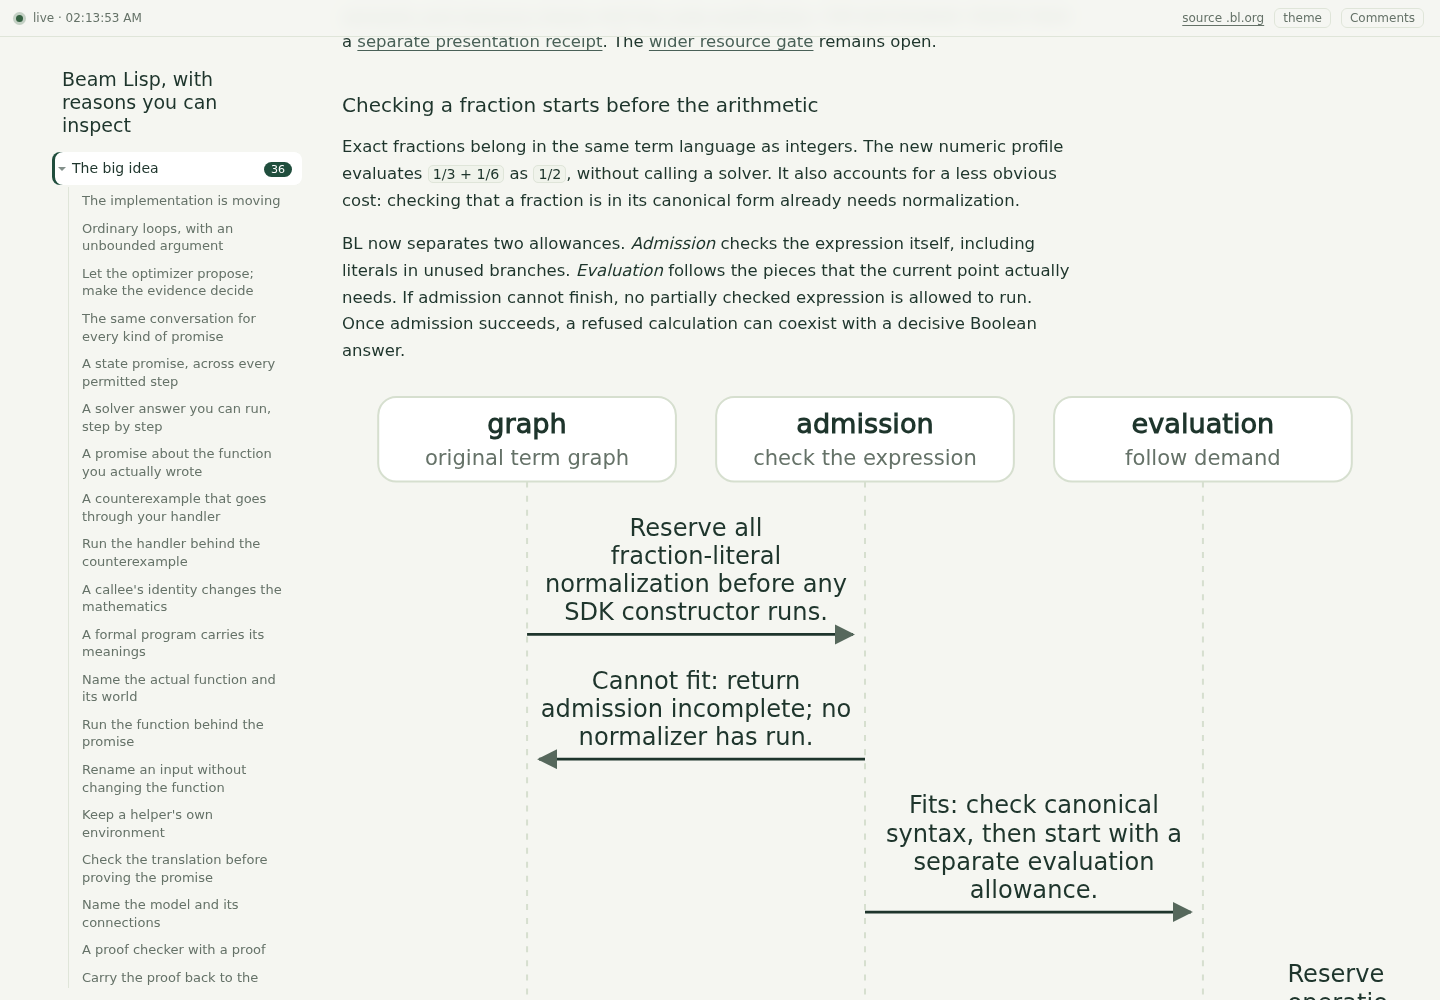 live · 02:13:53 AM
source .bl.org
theme
Comments
a separate presentation receipt. The wider resource gate remains open.
Beam Lisp, with
reasons you can
inspect
The big idea
36
The implementation is moving
Ordinary loops, with an
unbounded argument
Let the optimizer propose;
make the evidence decide
The same conversation for
every kind of promise
A state promise, across every
permitted step
A solver answer you can run,
step by step
A promise about the function
you actually wrote
A counterexample that goes
through your handler
Run the handler behind the
counterexample
A callee's identity changes the
mathematics
A formal program carries its
meanings
Name the actual function and
its world
Run the function behind the
promise
Rename an input without
changing the function
Keep a helper's own
environment
Check the translation before
proving the promise
Name the model and its
connections
A proof checker with a proof
Carry the proof back to the
Checking a fraction starts before the arithmetic
Exact fractions belong in the same term language as integers. The new numeric profile
evaluates 1/3 + 1/6 as 1/2, without calling a solver. It also accounts for a less obvious
cost: checking that a fraction is in its canonical form already needs normalization.
BL now separates two allowances. Admission checks the expression itself, including
literals in unused branches. Evaluation follows the pieces that the current point actually
needs. If admission cannot finish, no partially checked expression is allowed to run.
Once admission succeeds, a refused calculation can coexist with a decisive Boolean
answer.
graph
original term graph
admission
check the expression
evaluation
follow demand
Reserve all
fraction-literal
normalization before any
SDK constructor runs.
Cannot fit: return
admission incomplete; no
normalizer has run.
Fits: check canonical
syntax, then start with a
separate evaluation
allowance.
Reserve